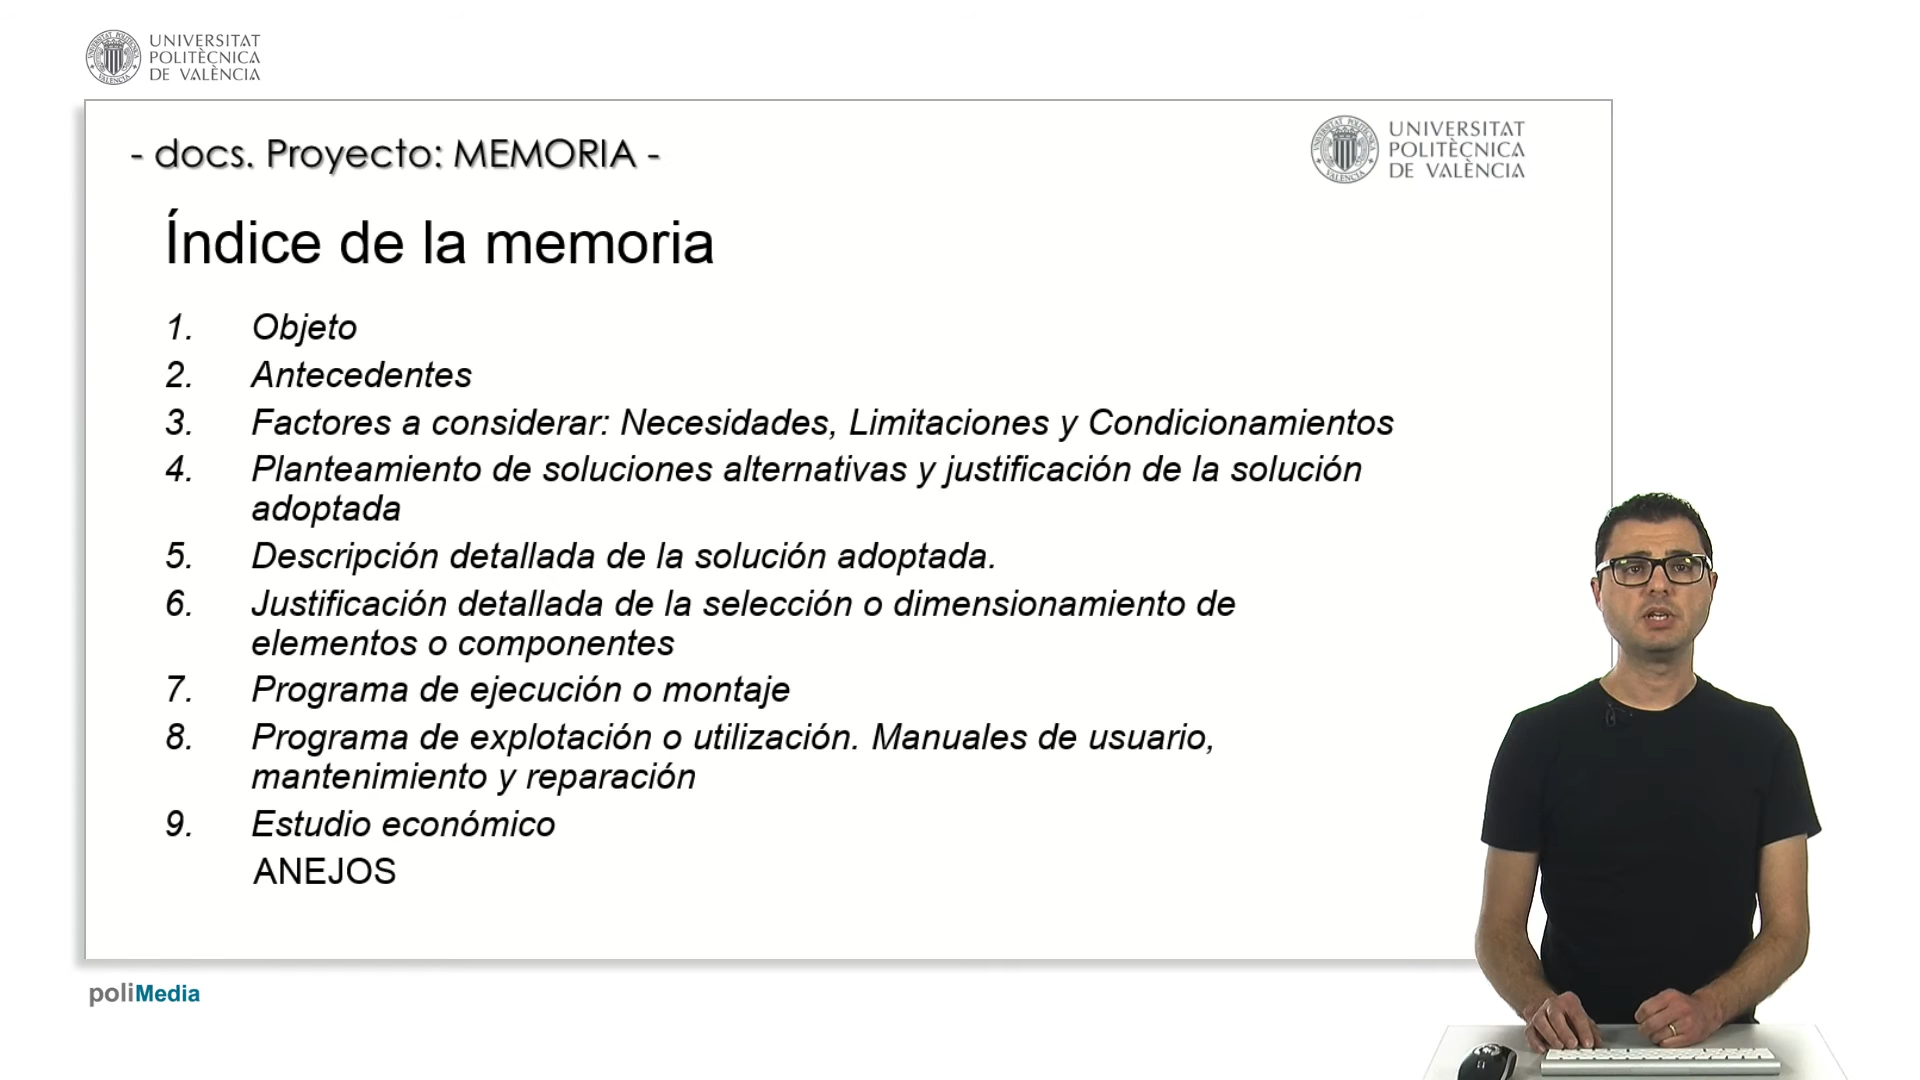 UNIVERSITAT
POLITÈCNICA
DE VALÈNCIA
- docs. Proyecto: MEMORIA -
UNIVERSITAT
POLITÈCNICA
DE VALÈNCIA
Índice de la memoria
1. Objeto
2. Antecedentes
3. Factores a considerar: Necesidades, Limitaciones y Condicionamientos
4. Planteamiento de soluciones alternativas y justificación de la solución
adoptada
5. Descripción detallada de la solución adoptada.
6. Justificación detallada de la selección o dimensionamiento de
elementos o componentes
7. Programa de ejecución o montaje
8. Programa de explotación o utilización. Manuales de usuario,
mantenimiento y reparación
9. Estudio económico
ANEJOS
poliMedia